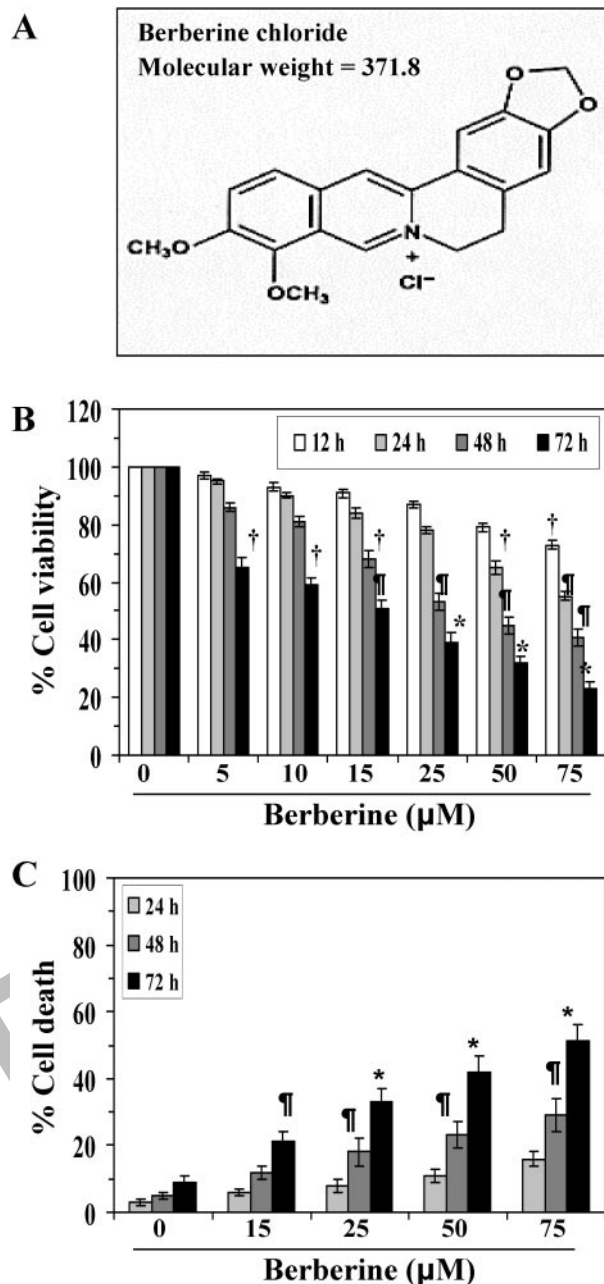 A
Berberine chloride
Molecular weight = 371.8
O
O
N
+
CH₃O
OCH₃
Cl⁻
B
120
12 h 24 h 48 h 72 h
100
80
60
40
20
0
† † † † †
¶ ¶ ¶ ¶ ¶
* * *
% Cell viability
0 5 10 15 25 50 75
Berberine (µM)
C
100
24 h
48 h
72 h
80
60
40
20
0
¶ ¶ ¶ ¶
* * *
% Cell death
0 15 25 50 75
Berberine (µM)